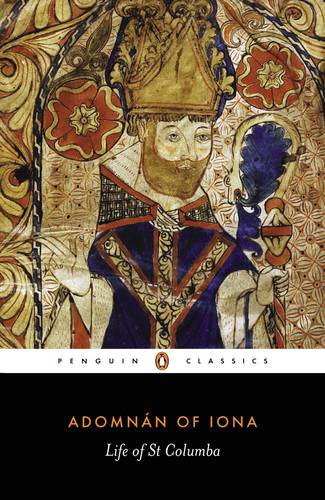 PENGUIN CLASSICS
ADOMNÁN OF IONA
Life of St Columba